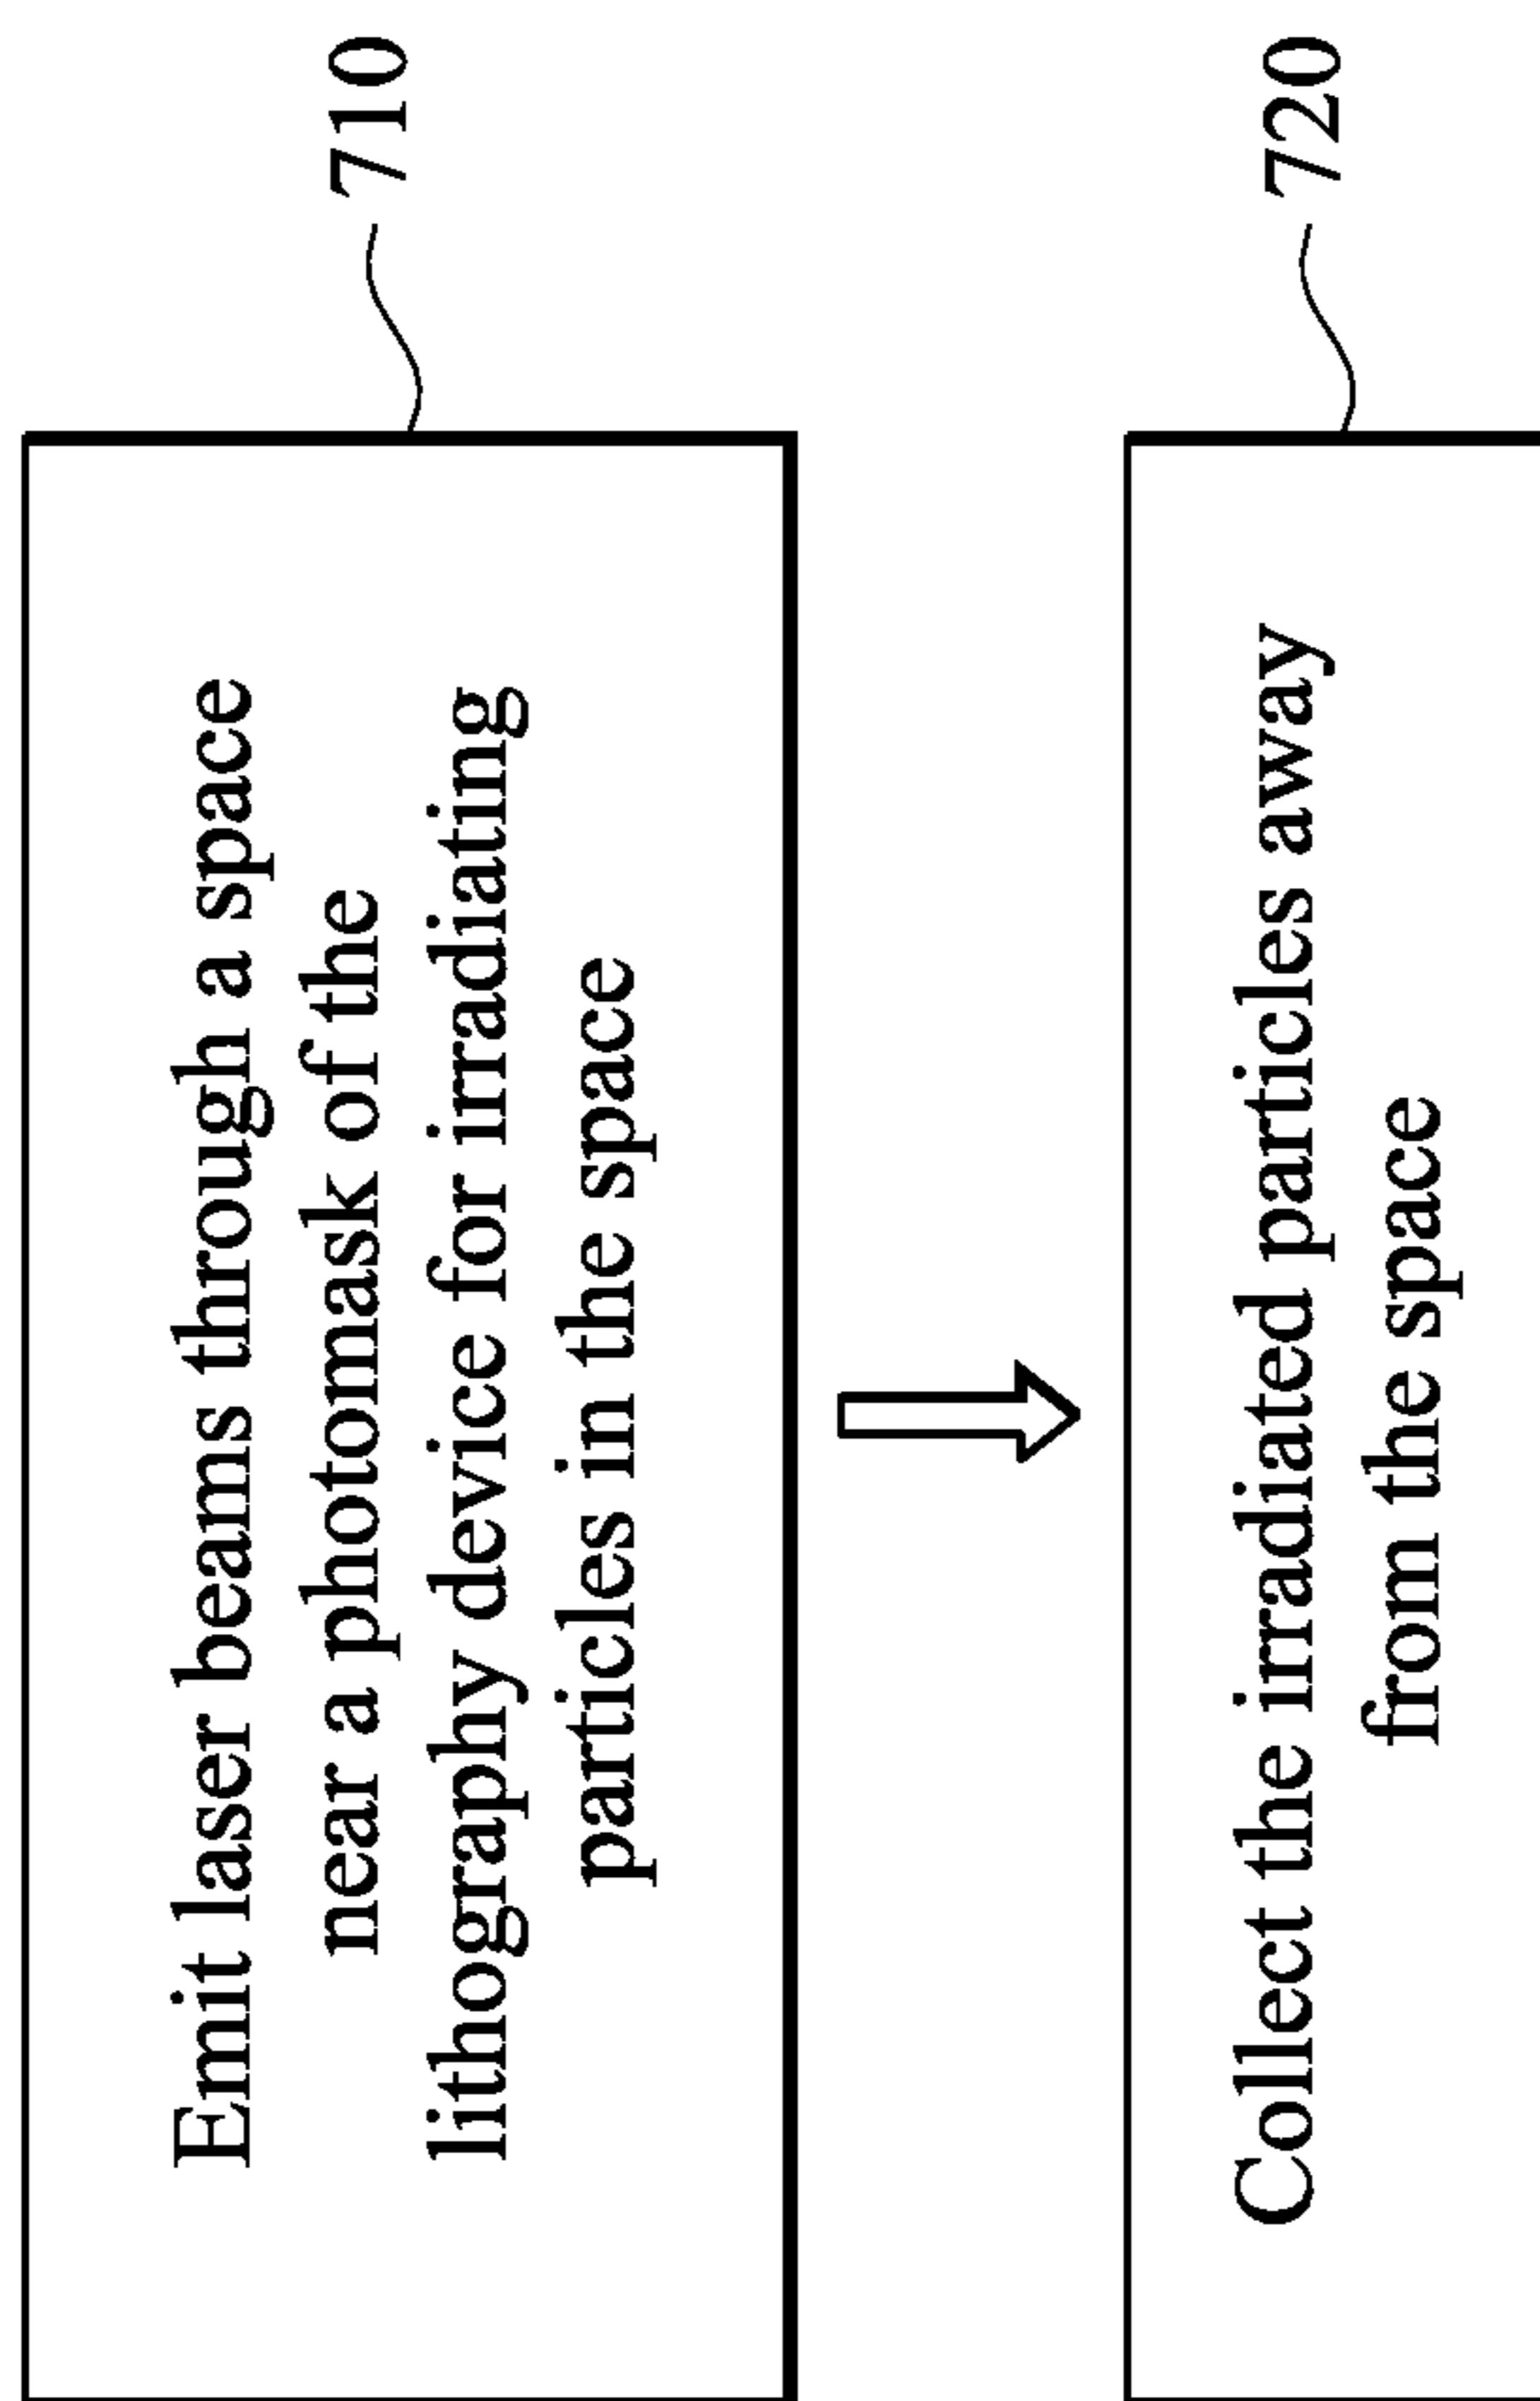 Emit laser beams through a space
near a photomask of the
lithography device for irradiating
particles in the space
710
Collect the irradiated particles away
from the space
720